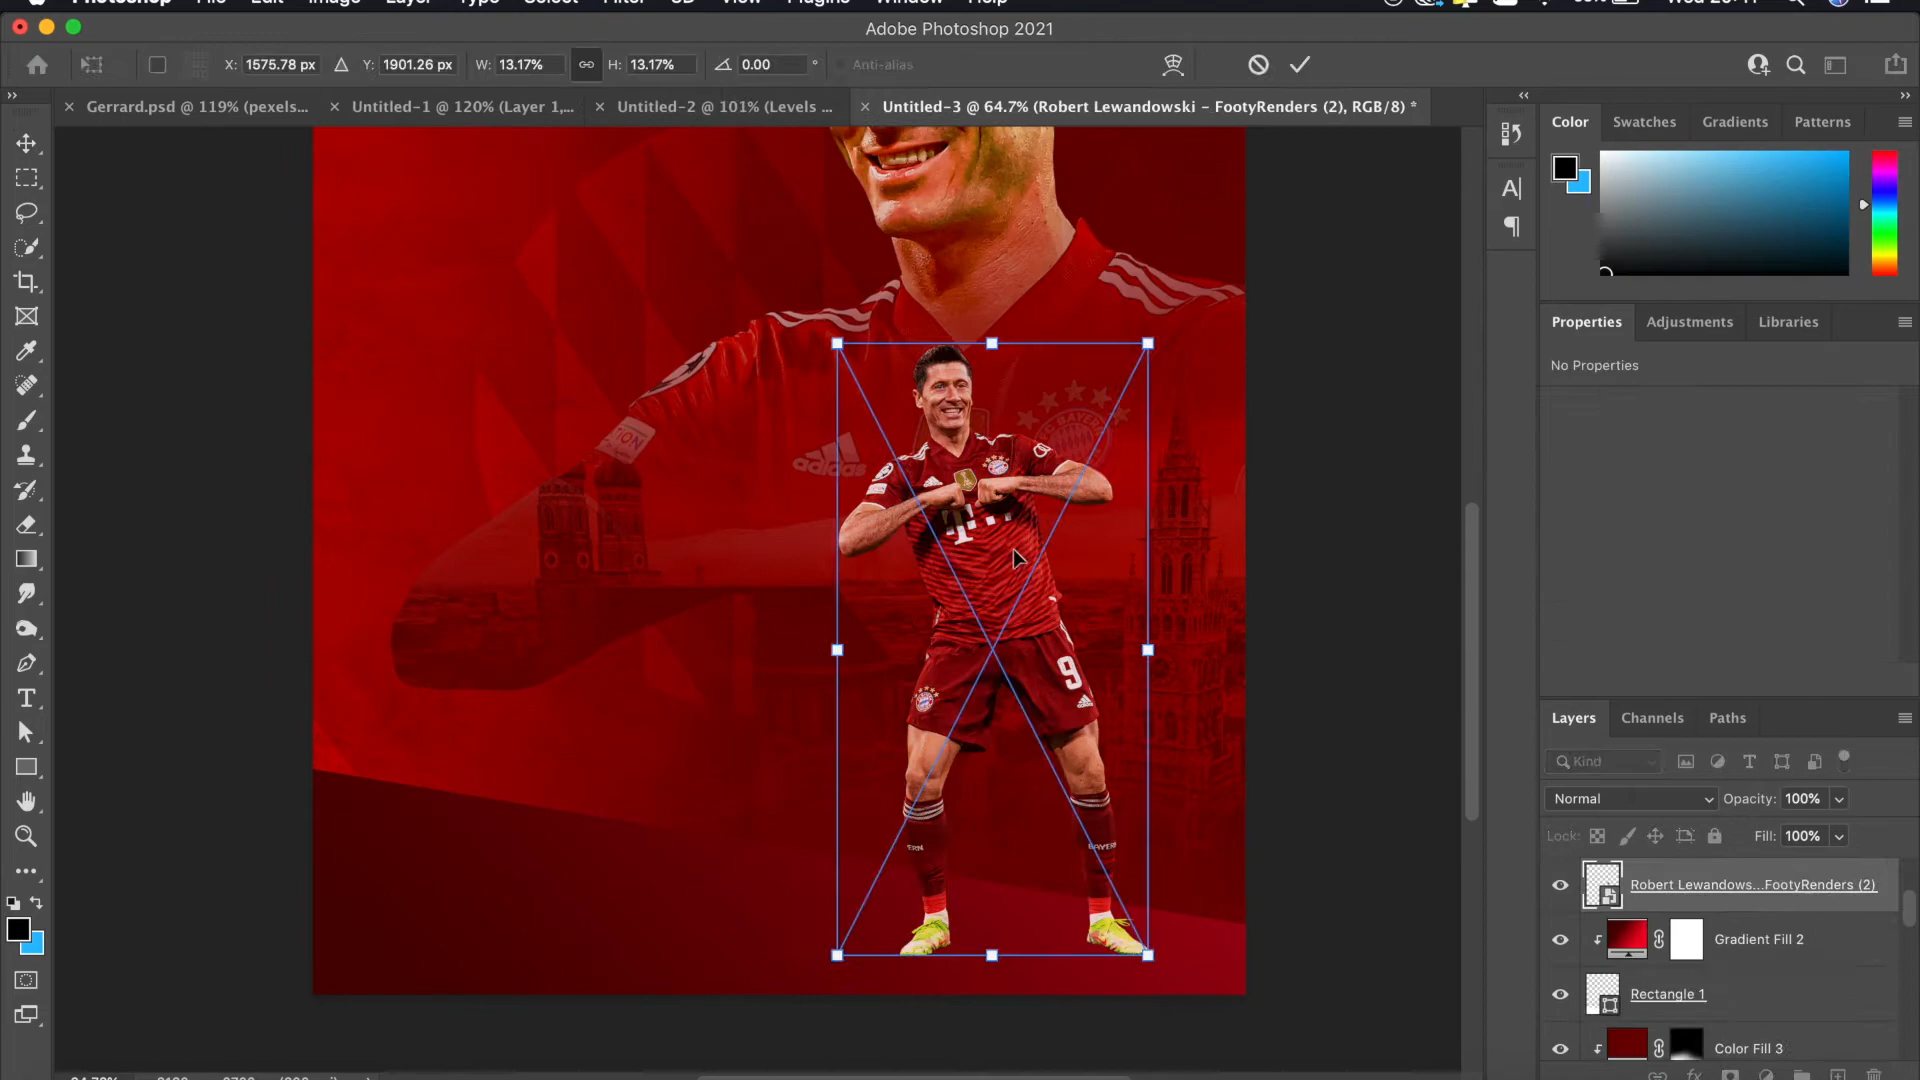 Photoshop File Edit Image Layer Type Select Filter 3D View Plugins Window Help
Adobe Photoshop 2021
X: 1575.78 px Y: 1901.26 px W: 13.17% H: 13.17% 0.00 ° Anti-alias
Gerrard.psd @ 119% (pexels... Untitled-1 @ 120% (Layer 1,... Untitled-2 @ 101% (Levels ... Untitled-3 @ 64.7% (Robert Lewandowski – FootyRenders (2), RGB/8) *
Color Swatches Gradients Patterns
Properties Adjustments Libraries
No Properties
adidas
T
9
ERN
BAYERN
Layers Channels Paths
Kind
Normal Opacity: 100%
Lock: Fill: 100%
Robert Lewandows...FootyRenders (2)
Gradient Fill 2
Rectangle 1
Color Fill 3